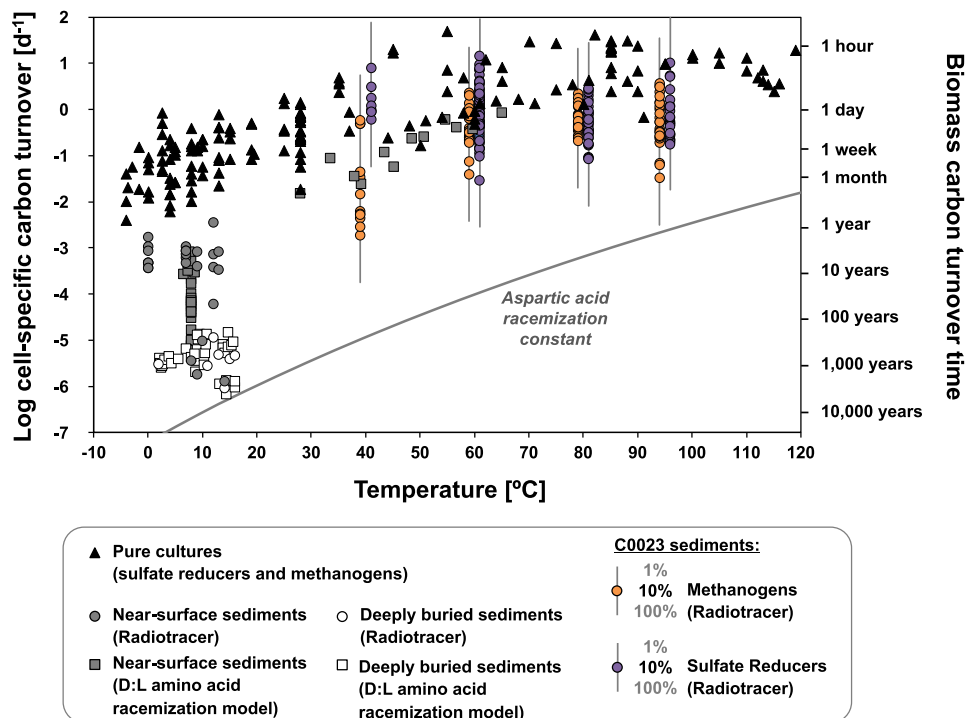 Log cell-specific carbon turnover [d⁻¹]
2
1
0
-1
-2
-3
-4
-5
-6
-7
-10
0
10
20
30
40
50
60
70
80
90
100
110
120
Temperature [ºC]
1 hour
1 day
1 week
1 month
1 year
10 years
100 years
1,000 years
10,000 years
Biomass carbon turnover time
Aspartic acid
racemization
constant
Pure cultures
(sulfate reducers and methanogens)
Near-surface sediments
(Radiotracer)
Near-surface sediments
(D:L amino acid
racemization model)
Deeply buried sediments
(Radiotracer)
Deeply buried sediments
(D:L amino acid
racemization model)
C0023 sediments:
1%
10%
100%
Methanogens
(Radiotracer)
1%
10%
100%
Sulfate Reducers
(Radiotracer)